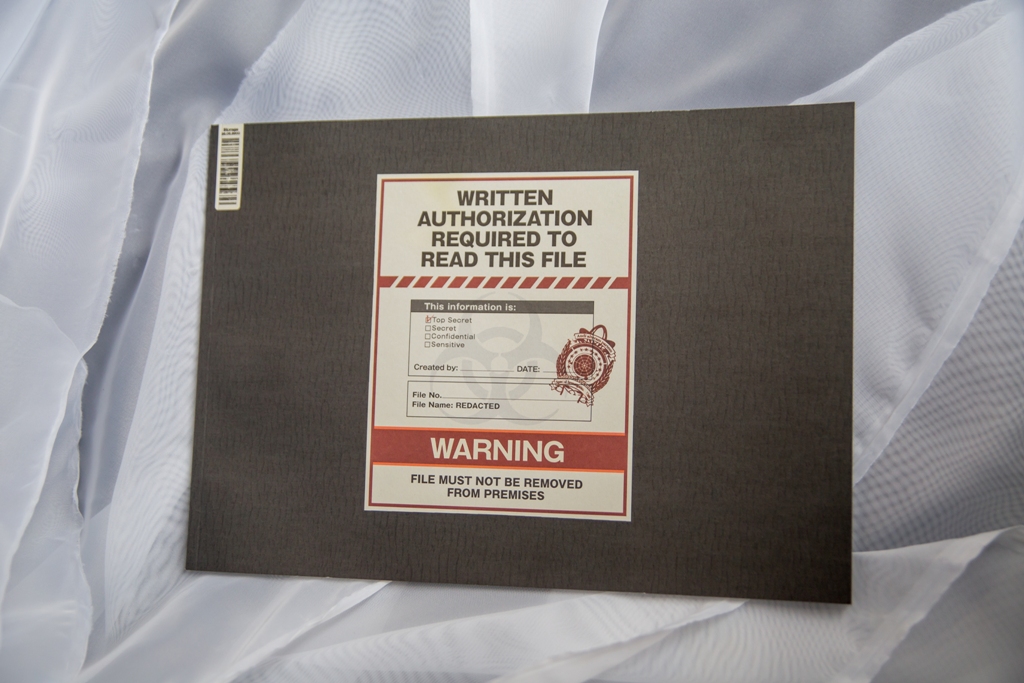 WRITTEN
AUTHORIZATION
REQUIRED TO
READ THIS FILE
This information is:
Top Secret
Secret
Confidential
Sensitive
Created by:
DATE:
File No.
File Name: REDACTED
WARNING
FILE MUST NOT BE REMOVED
FROM PREMISES